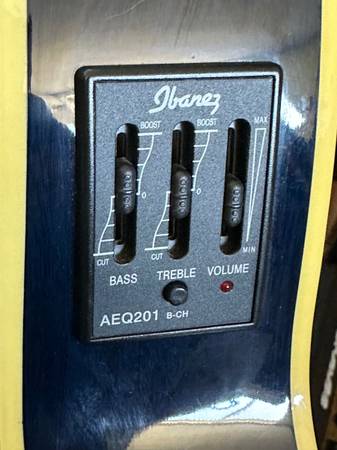 Ibanez
BOOST BOOST MAX
0 0
CUT CUT MIN
BASS TREBLE VOLUME
AEQ201 B-CH